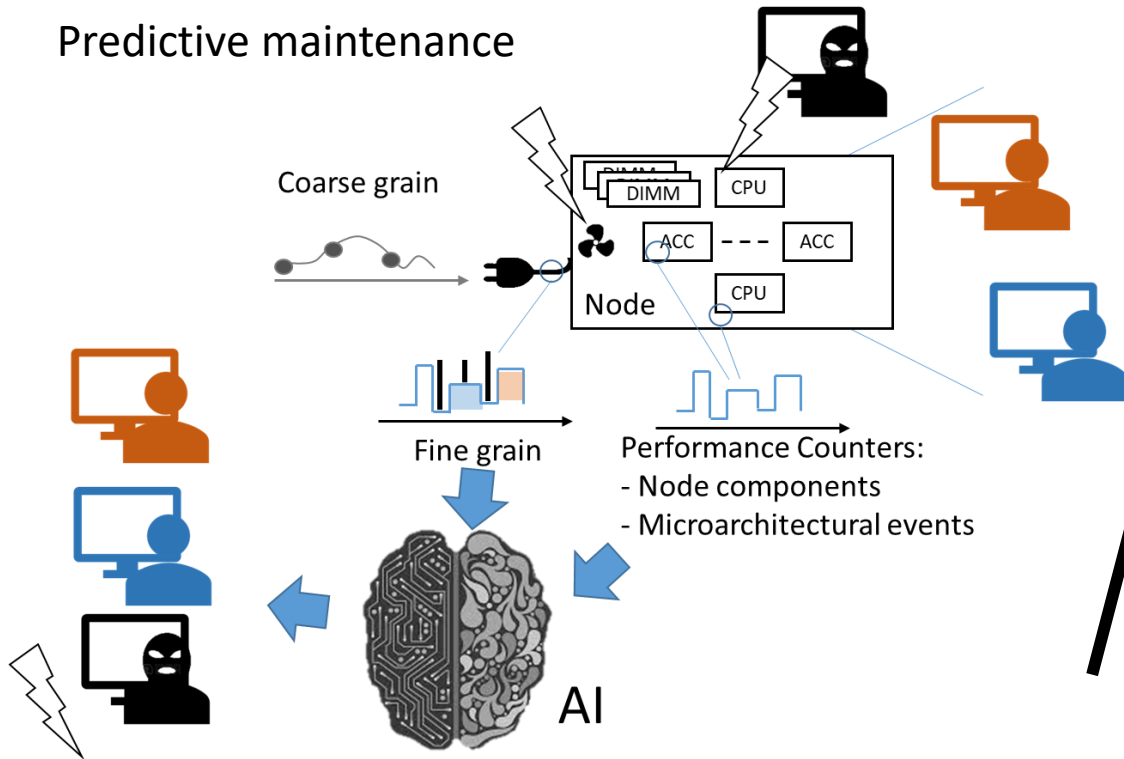 Predictive maintenance
Coarse grain
DIMM
DIMM
DIMM
CPU
ACC
ACC
CPU
Node
Fine grain
Performance Counters:
- Node components
- Microarchitectural events
AI